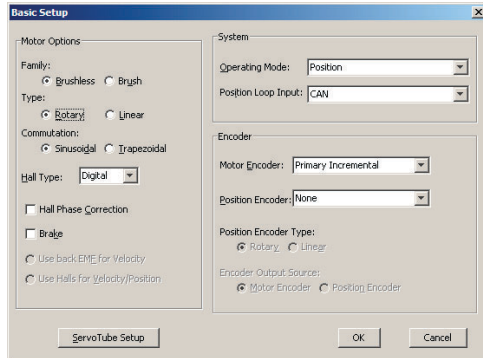 Basic Setup
Motor Options
Family:
Brushless Brush
Type:
Rotary Linear
Commutation:
Sinusoidal Trapezoidal
Hall Type: Digital
Hall Phase Correction
Brake
Use back EMF for Velocity
Use Halls for Velocity/Position
System
Operating Mode: Position
Position Loop Input: CAN
Encoder
Motor Encoder: Primary Incremental
Position Encoder: None
Position Encoder Type:
Rotary Linear
Encoder Output Source:
Motor Encoder Position Encoder
ServoTube Setup OK Cancel